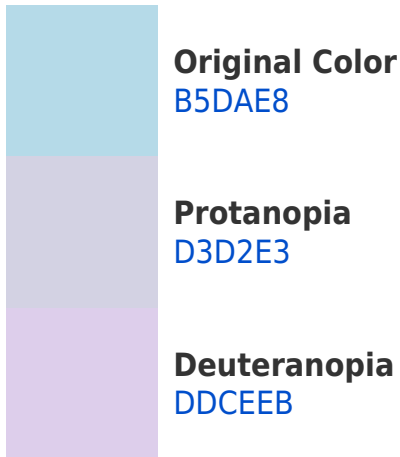 Original Color
B5DAE8
Protanopia
D3D2E3
Deuteranopia
DDCEEB